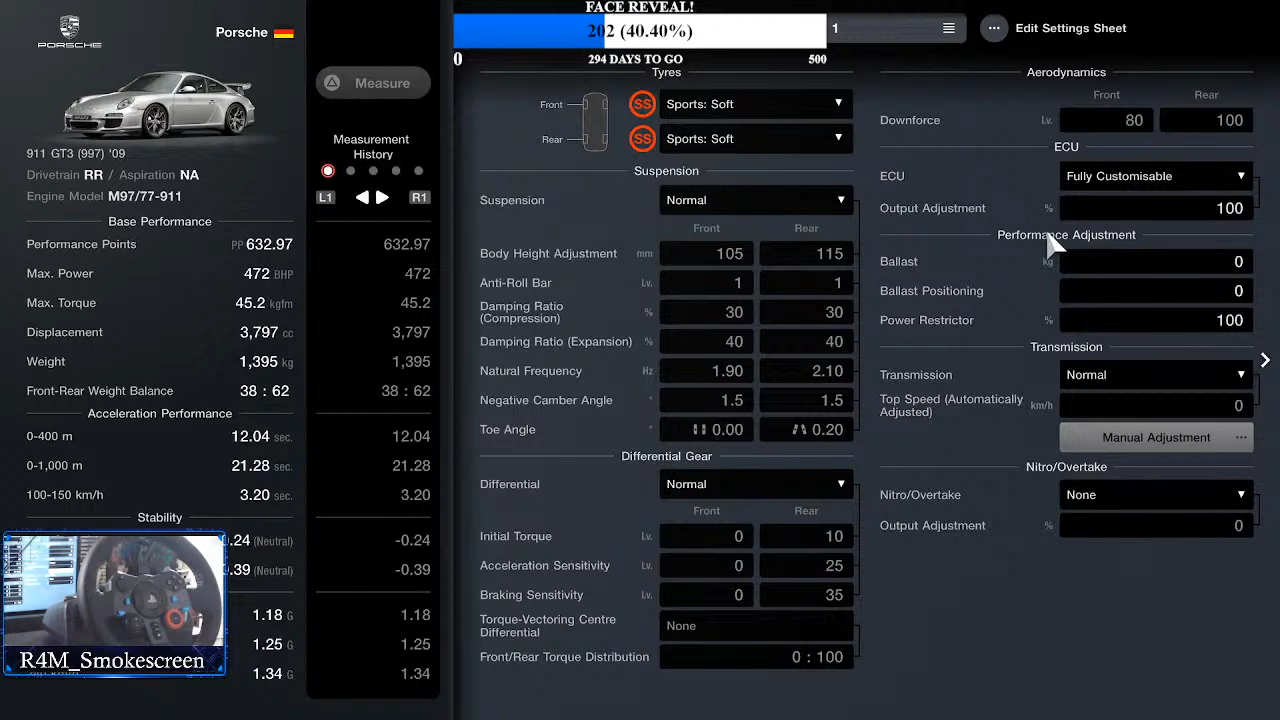 FACE REVEAL!
202 (40.40%)
0
294 DAYS TO GO
500
1
Edit Settings Sheet
PORSCHE
Porsche
911 GT3 (997) '09
Drivetrain RR / Aspiration NA
Engine Model M97/77-911
Base Performance
Performance Points PP 632.97
Max. Power 472 BHP
Max. Torque 45.2 kgfm
Displacement 3,797 cc
Weight 1,395 kg
Front-Rear Weight Balance 38 : 62
Acceleration Performance
0-400 m 12.04 sec.
0-1,000 m 21.28 sec.
100-150 km/h 3.20 sec.
Stability
0.24 (Neutral)
.39 (Neutral)
1.18 G
1.25 G
1.34 G
R4M_Smokescreen
Measure
Measurement
History
L1 R1
632.97
472
45.2
3,797
1,395
38 : 62
12.04
21.28
3.20
-0.24
-0.39
1.18
1.25
1.34
Tyres
Front SS Sports: Soft
Rear SS Sports: Soft
Suspension
Suspension Normal
Front Rear
Body Height Adjustment mm 105 115
Anti-Roll Bar Lv. 1 1
Damping Ratio
(Compression) % 30 30
Damping Ratio (Expansion) % 40 40
Natural Frequency Hz 1.90 2.10
Negative Camber Angle ° 1.5 1.5
Toe Angle ° 0.00 0.20
Differential Gear
Differential Normal
Front Rear
Initial Torque Lv. 0 10
Acceleration Sensitivity Lv. 0 25
Braking Sensitivity Lv. 0 35
Torque-Vectoring Centre
Differential None
Front/Rear Torque Distribution 0 : 100
Aerodynamics
Front Rear
Downforce Lv. 80 100
ECU
ECU Fully Customisable
Output Adjustment % 100
Performance Adjustment
Ballast kg 0
Ballast Positioning 0
Power Restrictor % 100
Transmission
Transmission Normal
Top Speed (Automatically
Adjusted) km/h 0
Manual Adjustment
Nitro/Overtake
Nitro/Overtake None
Output Adjustment % 0